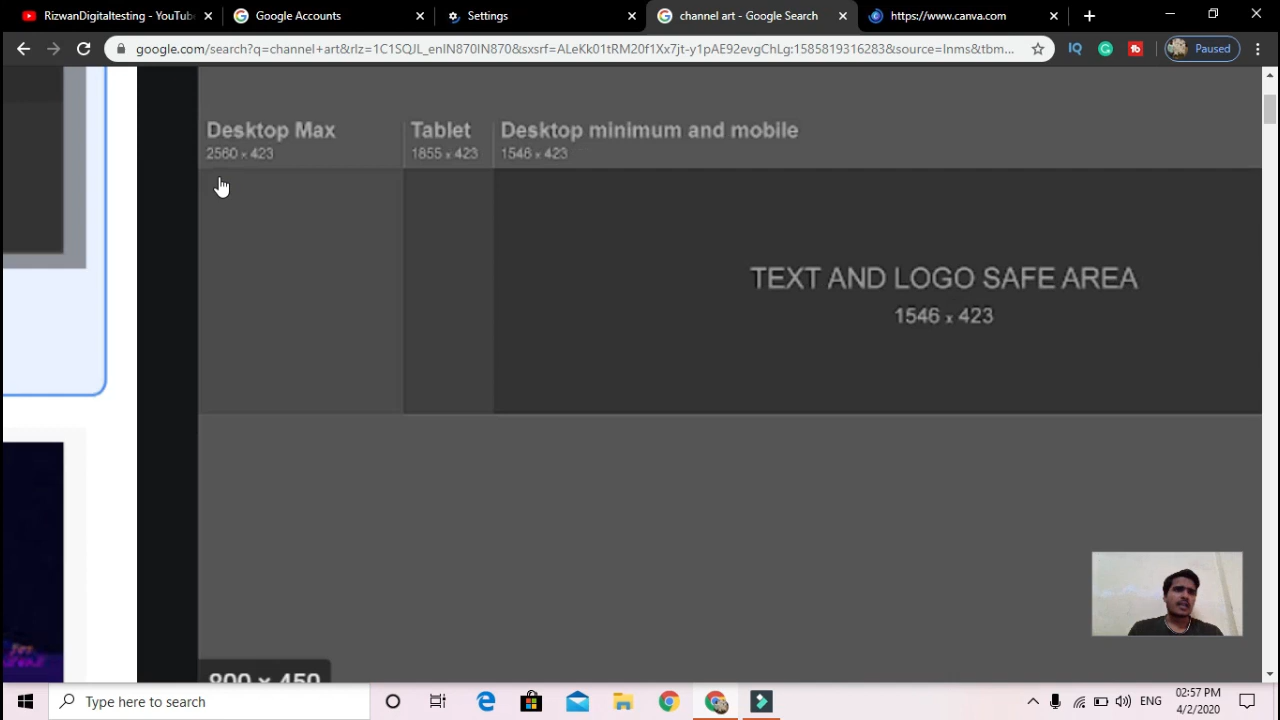 RizwanDigitaltesting - YouTube
Google Accounts
Settings
channel art - Google Search
https://www.canva.com
google.com/search?q=channel+art&rlz=1C1SQJL_enIN870IN870&sxsrf=ALeKk01tRM20f1Xx7jt-y1pAE92evgChLg:1585819316283&source=lnms&tbm...
IQ
Paused
Desktop Max
2560 x 423
Tablet
1855 x 423
Desktop minimum and mobile
1546 x 423
TEXT AND LOGO SAFE AREA
1546 x 423
800 × 450
Type here to search
ENG
02:57 PM
4/2/2020